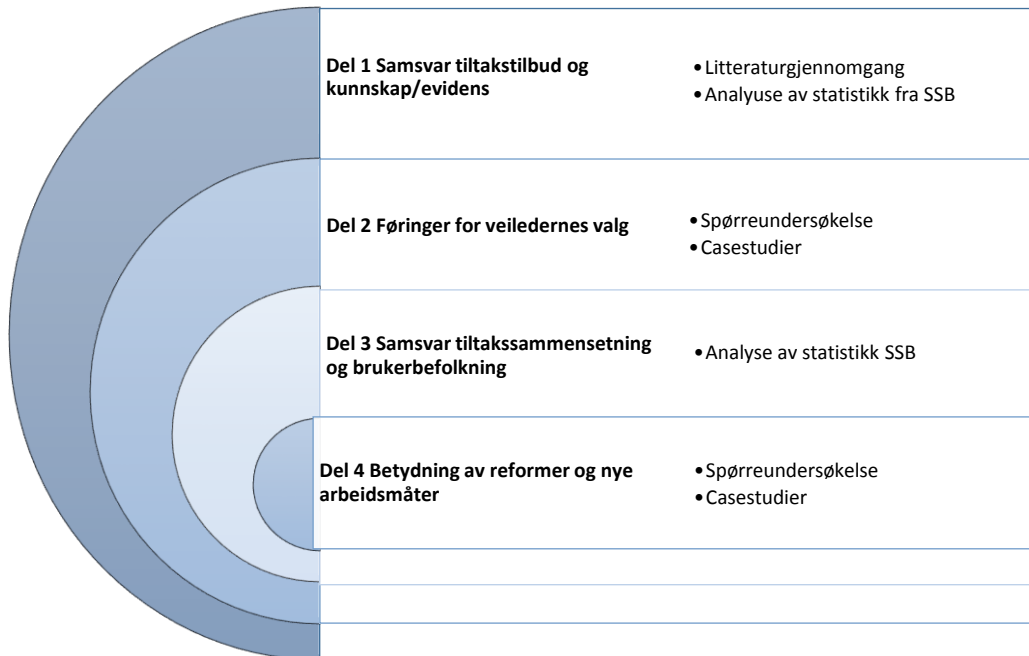 Del 1 Samsvar tiltakstilbud og
kunnskap/evidens
•Litteraturgjennomgang
•Analyuse av statistikk fra SSB
Del 2 Føringer for veiledernes valg
•Spørreundersøkelse
•Casestudier
Del 3 Samsvar tiltakssammensetning
og brukerbefolkning
•Analyse av statistikk SSB
Del 4 Betydning av reformer og nye
arbeidsmåter
•Spørreundersøkelse
•Casestudier